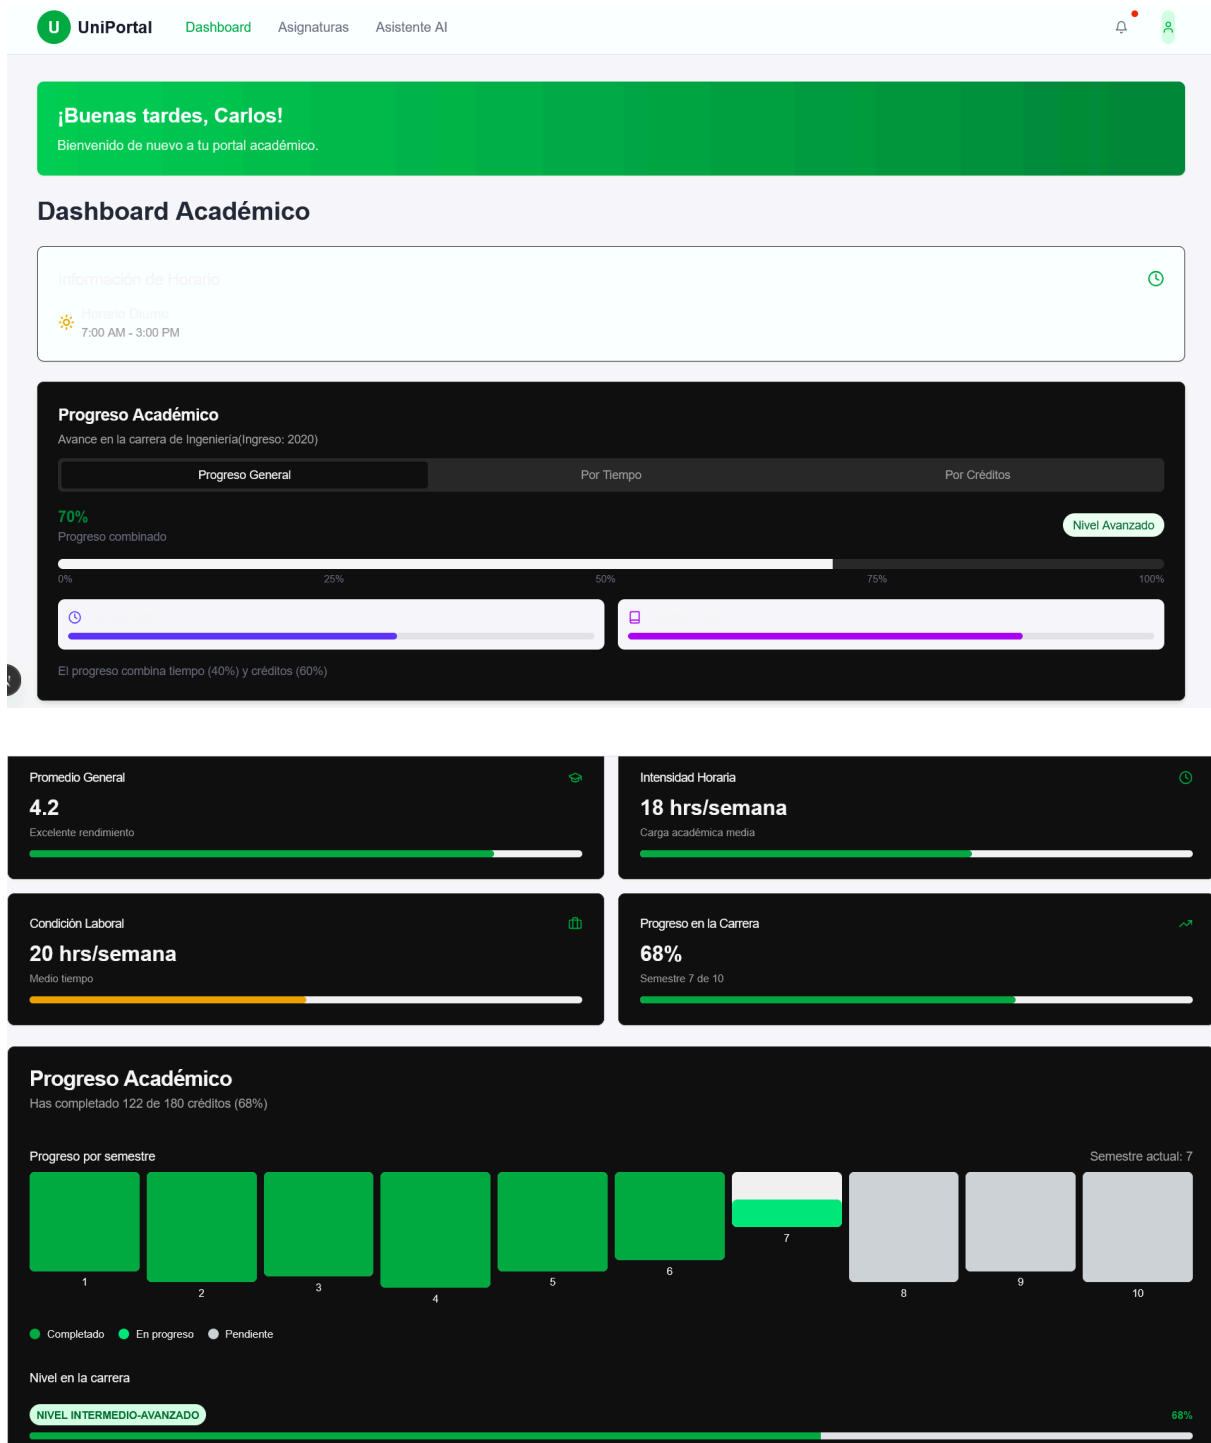 U UniPortal Dashboard Asignaturas Asistente AI
¡Buenas tardes, Carlos!
Bienvenido de nuevo a tu portal académico.
Dashboard Académico
Información de Horario
Horario Diurno
7:00 AM - 3:00 PM
Progreso Académico
Avance en la carrera de Ingeniería(Ingreso: 2020)
Progreso General Por Tiempo Por Créditos
70%
Progreso combinado
Nivel Avanzado
0% 25% 50% 75% 100%
El progreso combina tiempo (40%) y créditos (60%)
Promedio General
4.2
Excelente rendimiento
Intensidad Horaria
18 hrs/semana
Carga académica media
Condición Laboral
20 hrs/semana
Medio tiempo
Progreso en la Carrera
68%
Semestre 7 de 10
Progreso Académico
Has completado 122 de 180 créditos (68%)
Progreso por semestre Semestre actual: 7
1 2 3 4 5 6 7 8 9 10
Completado En progreso Pendiente
Nivel en la carrera
NIVEL INTERMEDIO-AVANZADO 68%